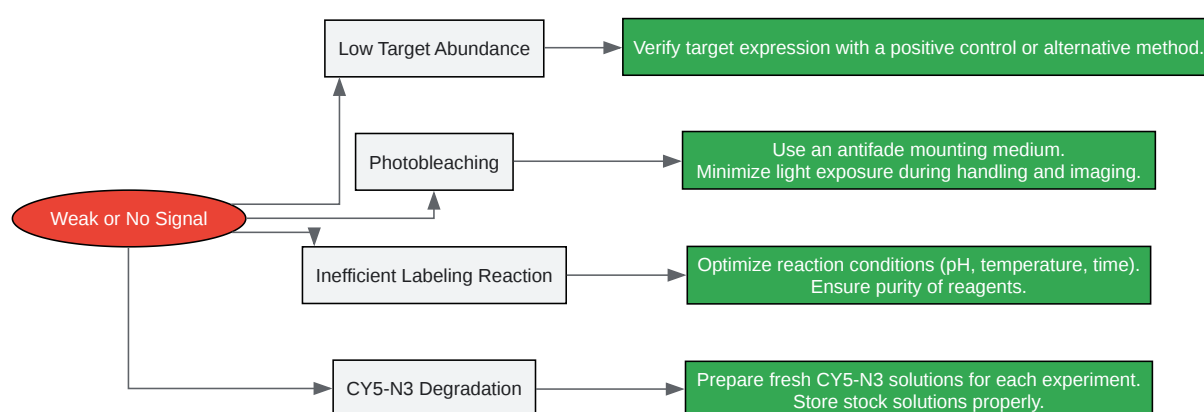 Low Target Abundance
Verify target expression with a positive control or alternative method.
Photobleaching
Use an antifade mounting medium.
Minimize light exposure during handling and imaging.
Weak or No Signal
Inefficient Labeling Reaction
Optimize reaction conditions (pH, temperature, time).
Ensure purity of reagents.
CY5-N3 Degradation
Prepare fresh CY5-N3 solutions for each experiment.
Store stock solutions properly.